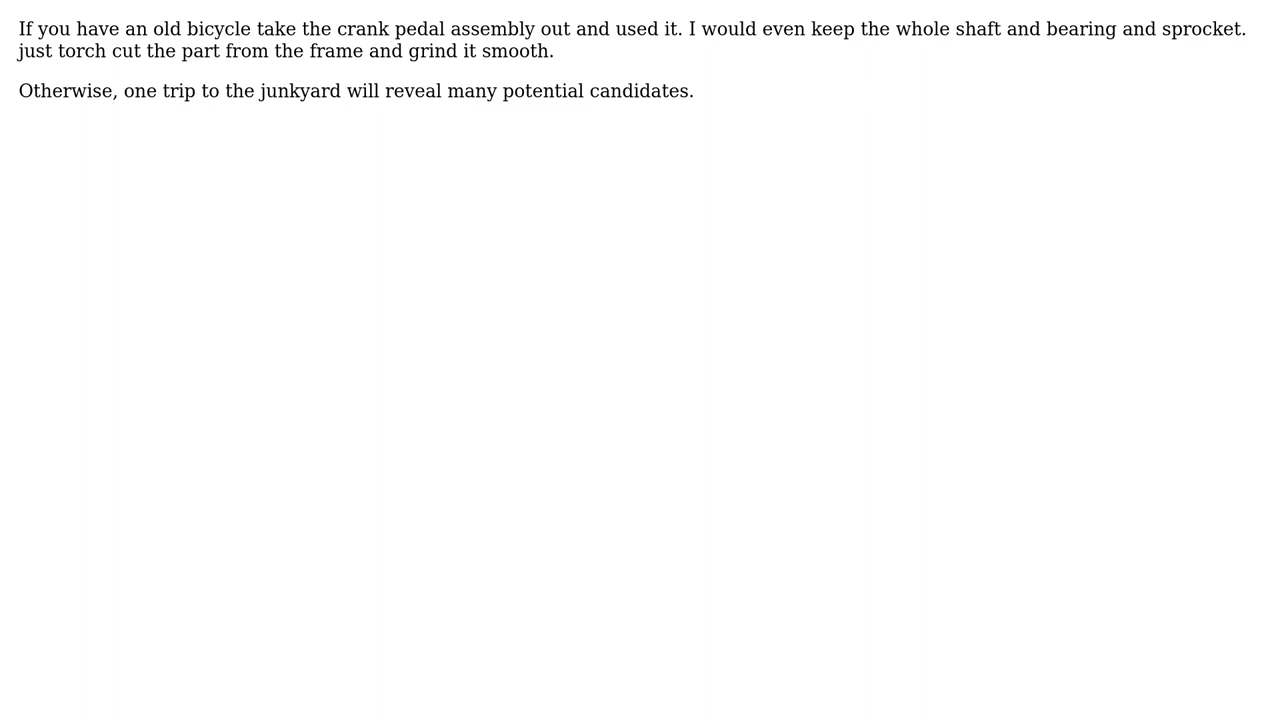 If you have an old bicycle take the crank pedal assembly out and used it. I would even keep the whole shaft and bearing and sprocket.
just torch cut the part from the frame and grind it smooth.
Otherwise, one trip to the junkyard will reveal many potential candidates.